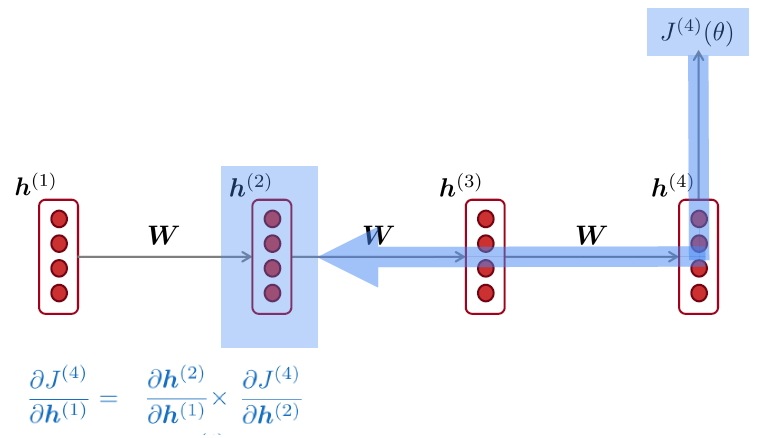 J^{(4)}(θ)
h^{(1)} h^{(2)} h^{(3)} h^{(4)}
W W W
∂J^{(4)}/∂h^{(1)} = ∂h^{(2)}/∂h^{(1)} × ∂J^{(4)}/∂h^{(2)}